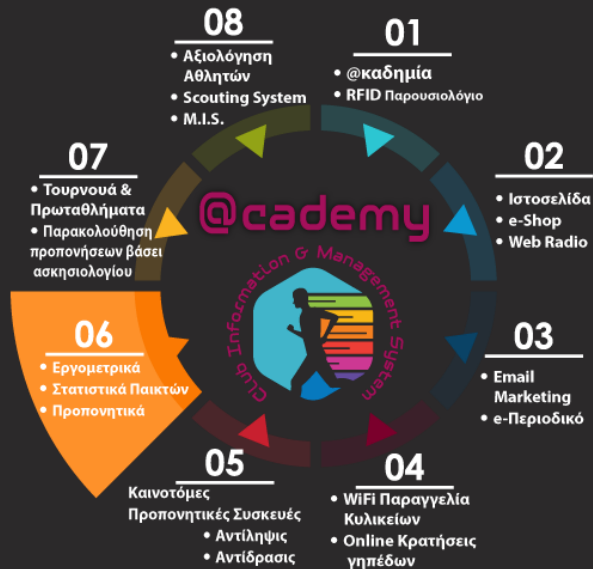 08
• Αξιολόγηση
Αθλητών
• Scouting System
• M.I.S.
01
• @καδημία
• RFID Παρουσιολόγιο
02
• Ιστοσελίδα
• e-Shop
• Web Radio
03
• Email
Marketing
• e-Περιοδικό
04
• WiFi Παραγγελία
Κυλικείων
• Online Κρατήσεις
γηπέδων
05
Καινοτόμες
Προπονητικές Συσκευές
• Αντίληψις
• Αντίδρασις
06
• Εργομετρικά
• Στατιστικά Παικτών
• Προπονητικά
07
• Τουρνουά &
Πρωταθλήματα
• Παρακολούθηση
προπονήσεων βάσει
ασκησιολογίου
@cademy
Club Information & Management System